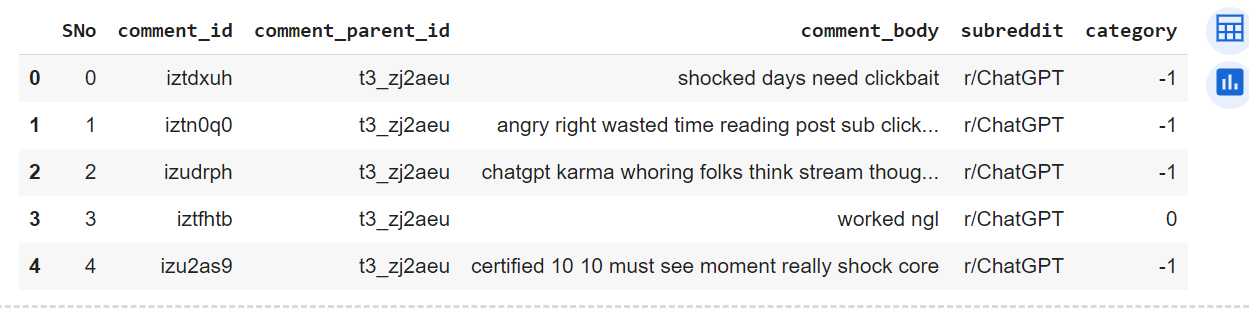 SNo comment_id comment_parent_id comment_body subreddit category
0 0 iztdxuh t3_zj2aeu shocked days need clickbait r/ChatGPT -1
1 1 iztn0q0 t3_zj2aeu angry right wasted time reading post sub click... r/ChatGPT -1
2 2 izudrph t3_zj2aeu chatgpt karma whoring folks think stream thoug... r/ChatGPT -1
3 3 iztfhtb t3_zj2aeu worked ngl r/ChatGPT 0
4 4 izu2as9 t3_zj2aeu certified 10 10 must see moment really shock core r/ChatGPT -1